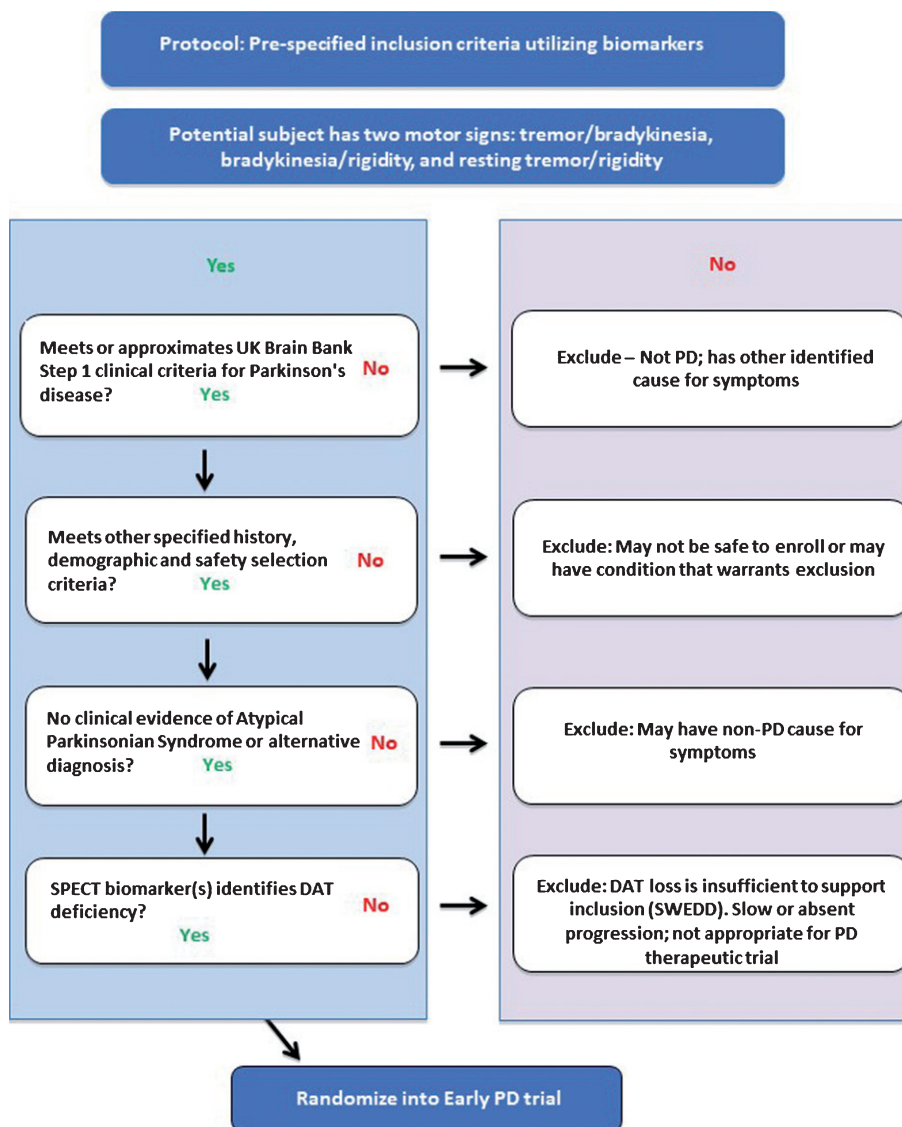 Protocol: Pre-specified inclusion criteria utilizing biomarkers
Potential subject has two motor signs: tremor/bradykinesia,
bradykinesia/rigidity, and resting tremor/rigidity
Yes
No
Meets or approximates UK Brain Bank
Step 1 clinical criteria for Parkinson's
disease?
No
Yes
Exclude – Not PD; has other identified
cause for symptoms
Meets other specified history,
demographic and safety selection
criteria?
No
Yes
Exclude: May not be safe to enroll or may
have condition that warrants exclusion
No clinical evidence of Atypical
Parkinsonian Syndrome or alternative
diagnosis?
No
Yes
Exclude: May have non-PD cause for
symptoms
SPECT biomarker(s) identifies DAT
deficiency?
No
Yes
Exclude: DAT loss is insufficient to support
inclusion (SWEDD). Slow or absent
progression; not appropriate for PD
therapeutic trial
Randomize into Early PD trial